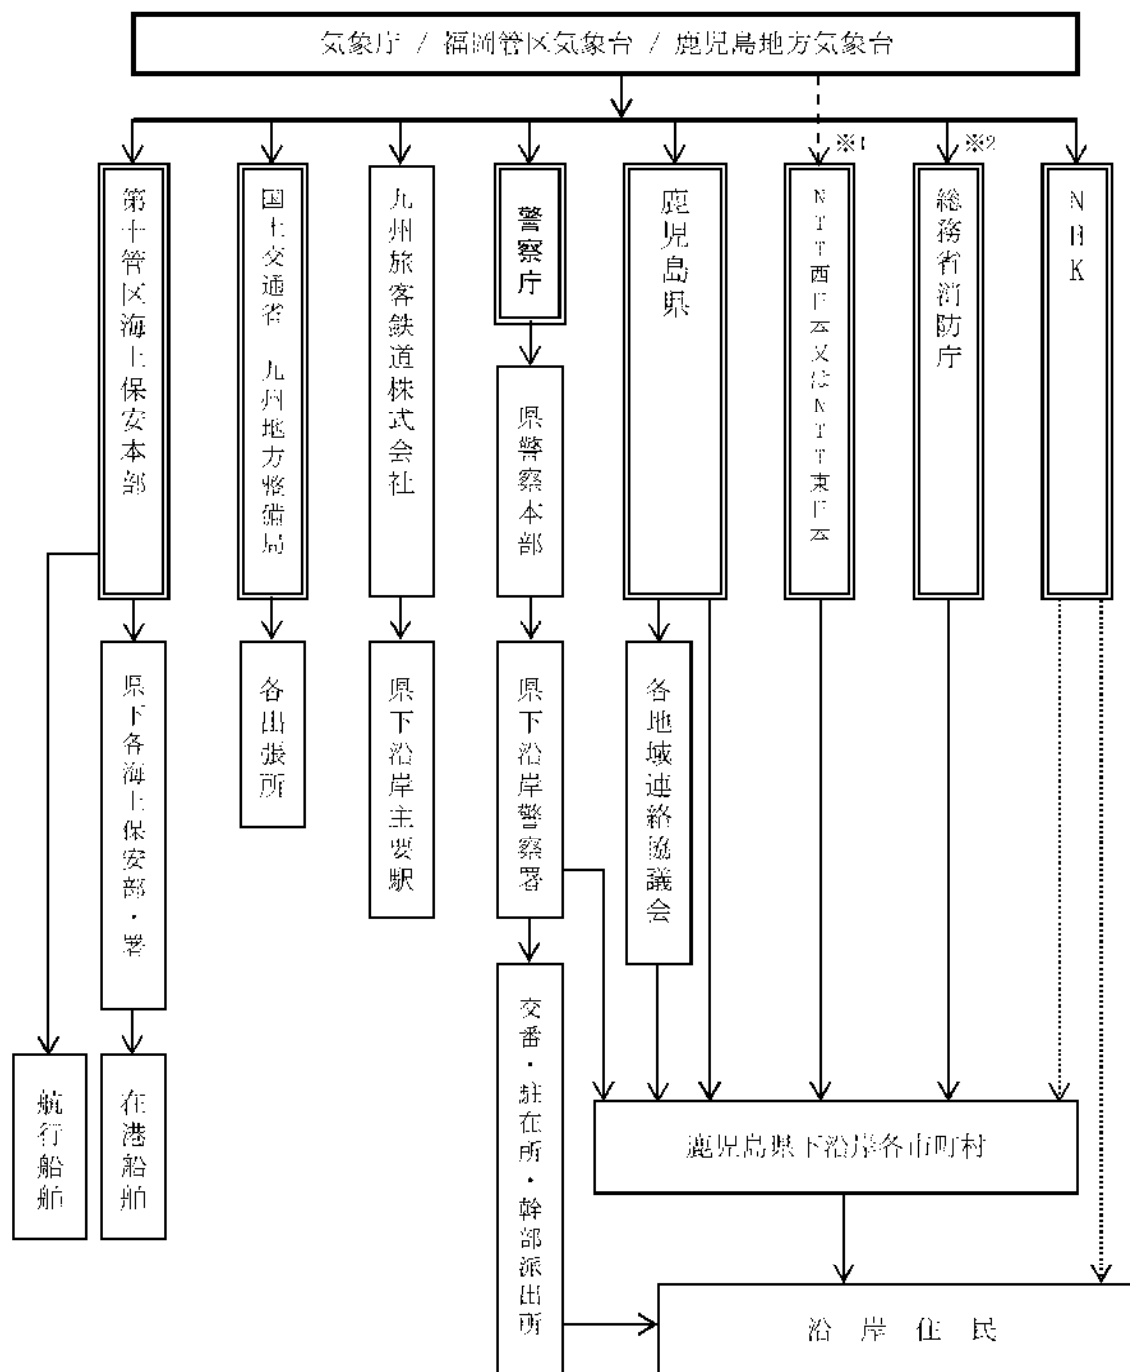 気象庁 / 福岡管区気象台 / 鹿児島地方気象台
※1
※2
第十管区海上保安本部
国土交通省 九州地方整備局
九州旅客鉄道株式会社
警察庁
鹿児島県
NTT西日本又はNTT東日本
総務省消防庁
NHK
県警察本部
県下各海上保安部・署
各出張所
県下沿岸主要駅
県下沿岸警察署
各地域連絡協議会
交番・駐在所・幹部派出所
航行船舶
在港船舶
鹿児島県下沿岸各市町村
沿岸住民